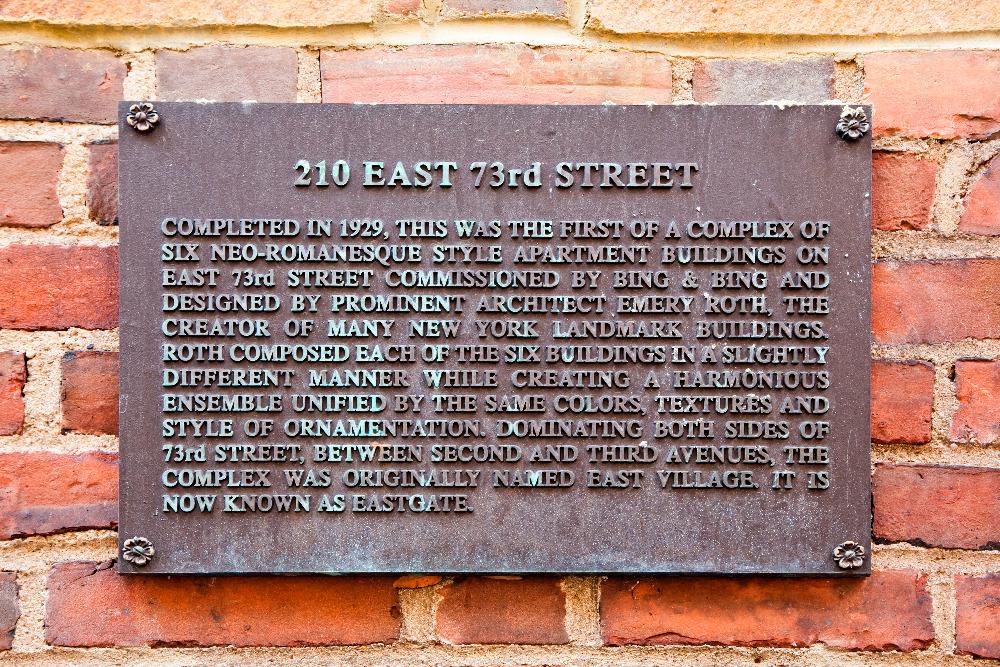 210 EAST 73rd STREET
COMPLETED IN 1929, THIS WAS THE FIRST OF A COMPLEX OF
SIX NEO-ROMANESQUE STYLE APARTMENT BUILDINGS ON
EAST 73rd STREET COMMISSIONED BY BING & BING AND
DESIGNED BY PROMINENT ARCHITECT EMERY ROTH, THE
CREATOR OF MANY NEW YORK LANDMARK BUILDINGS.
ROTH COMPOSED EACH OF THE SIX BUILDINGS IN A SLIGHTLY
DIFFERENT MANNER WHILE CREATING A HARMONIOUS
ENSEMBLE UNIFIED BY THE SAME COLORS, TEXTURES AND
STYLE OF ORNAMENTATION. DOMINATING BOTH SIDES OF
73rd STREET, BETWEEN SECOND AND THIRD AVENUES, THE
COMPLEX WAS ORIGINALLY NAMED EAST VILLAGE. IT IS
NOW KNOWN AS EASTGATE.